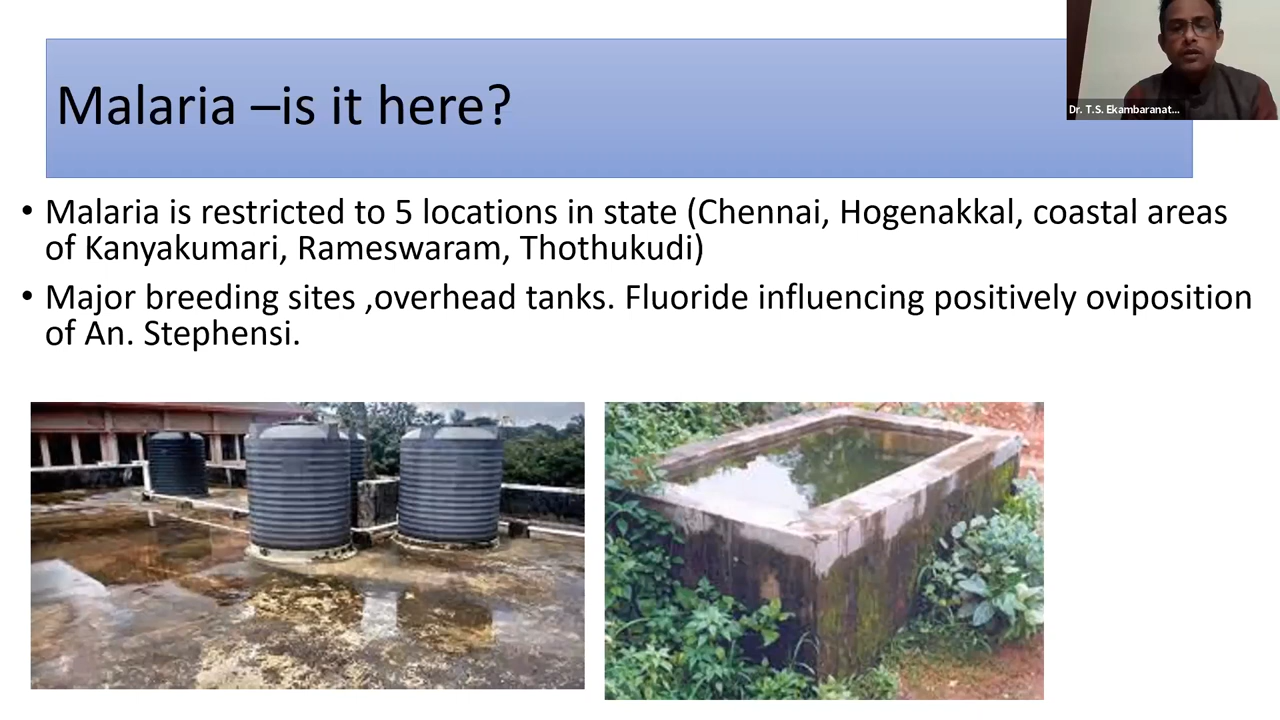 Malaria –is it here?
Dr. T.S. Ekambaranat...
• Malaria is restricted to 5 locations in state (Chennai, Hogenakkal, coastal areas
of Kanyakumari, Rameswaram, Thothukudi)
• Major breeding sites ,overhead tanks. Fluoride influencing positively oviposition
of An. Stephensi.